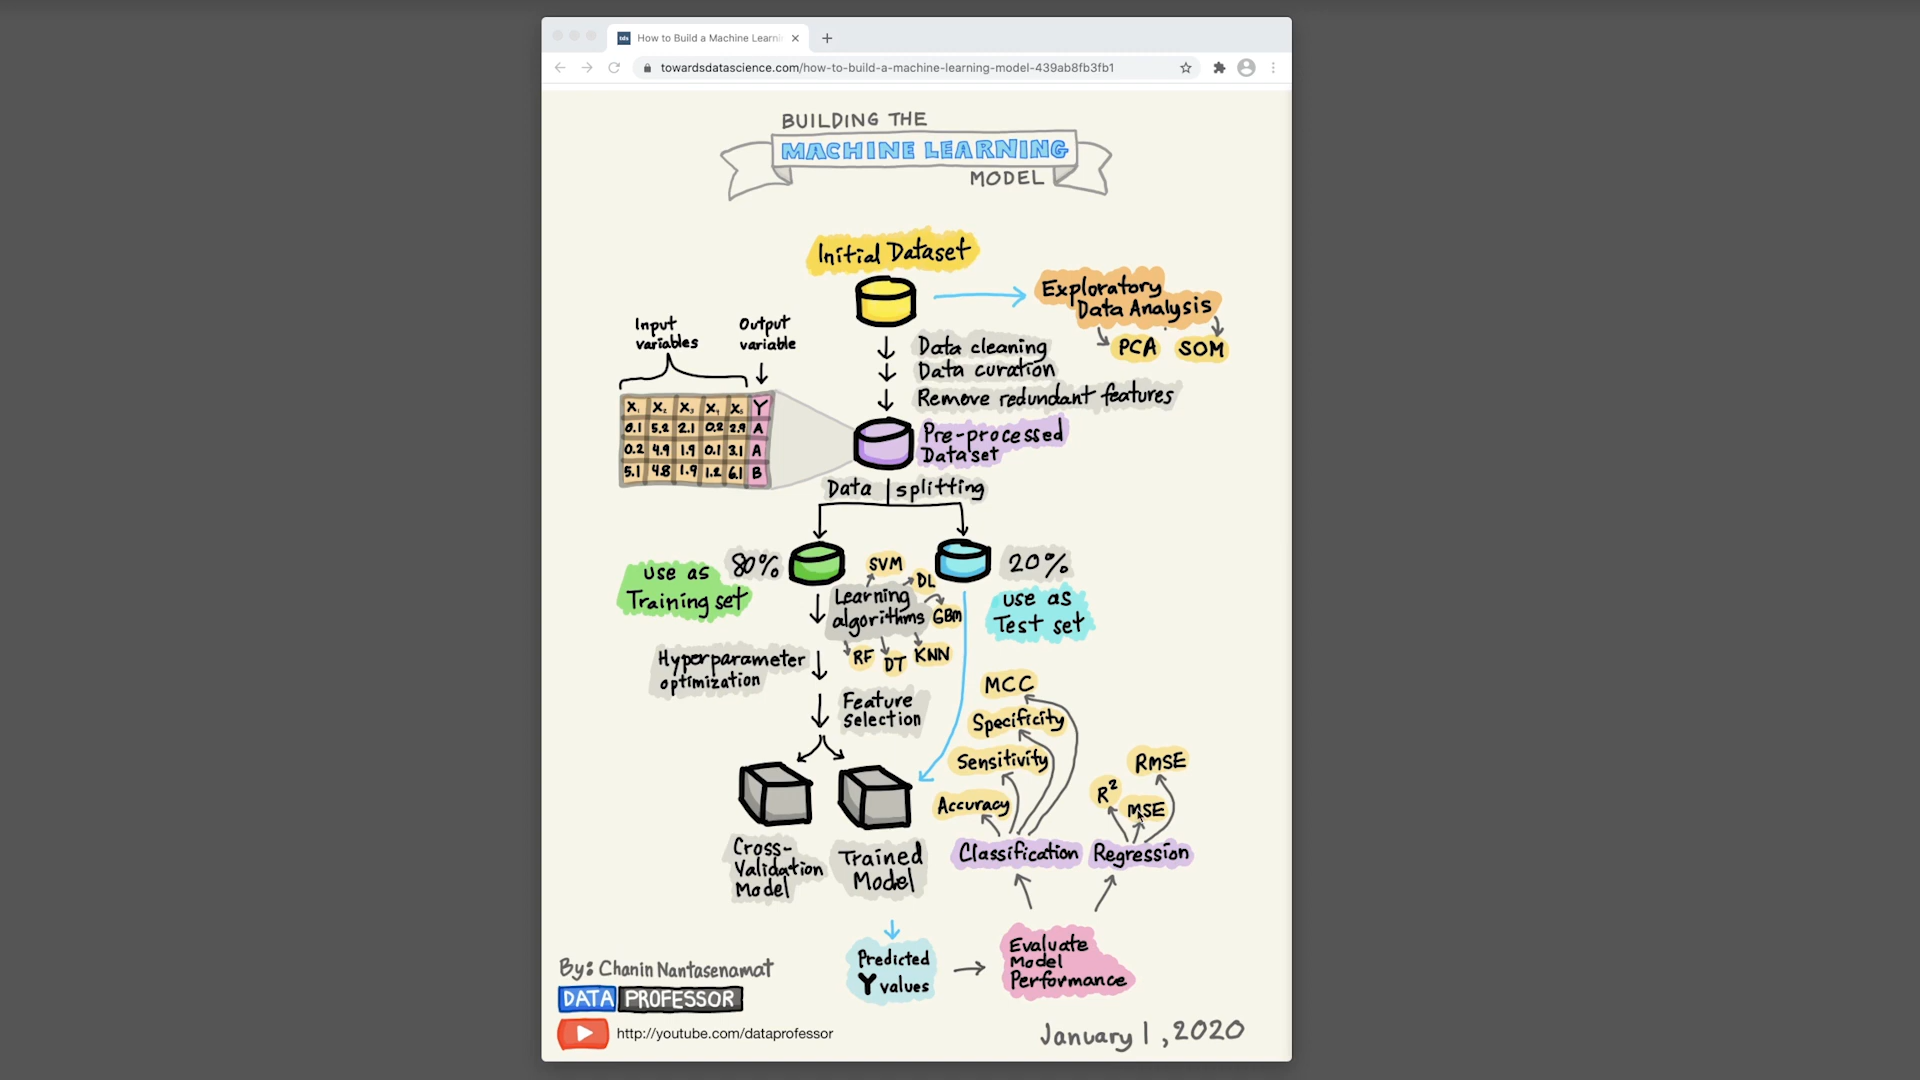 How to Build a Machine Learni
towardsdatascience.com/how-to-build-a-machine-learning-model-439ab8fb3fb1
BUILDING THE
MACHINE LEARNING
MODEL
Initial Dataset
Exploratory
Data Analysis
PCA SOM
Data cleaning
Data curation
Remove redundant features
Input
variables
Output
variable
X₁ X₂ X₃ X₄ X₅ Y
0.1 5.2 2.1 0.2 2.9 A
0.2 4.9 1.9 0.1 3.1 A
5.1 4.8 1.9 1.2 6.1 B
Pre-processed
Dataset
Data splitting
80%
use as
Training set
20%
use as
Test set
SVM
DL
Learning
algorithms
GBM
RF
DT
KNN
Hyperparameter
optimization
Feature
selection
Cross-
Validation
Model
Trained
Model
MCC
Specificity
Sensitivity
Accuracy
RMSE
R²
MSE
Classification
Regression
Predicted
Y values
Evaluate
Model
Performance
By: Chanin Nantasenamat
DATA PROFESSOR
http://youtube.com/dataprofessor
January 1, 2020